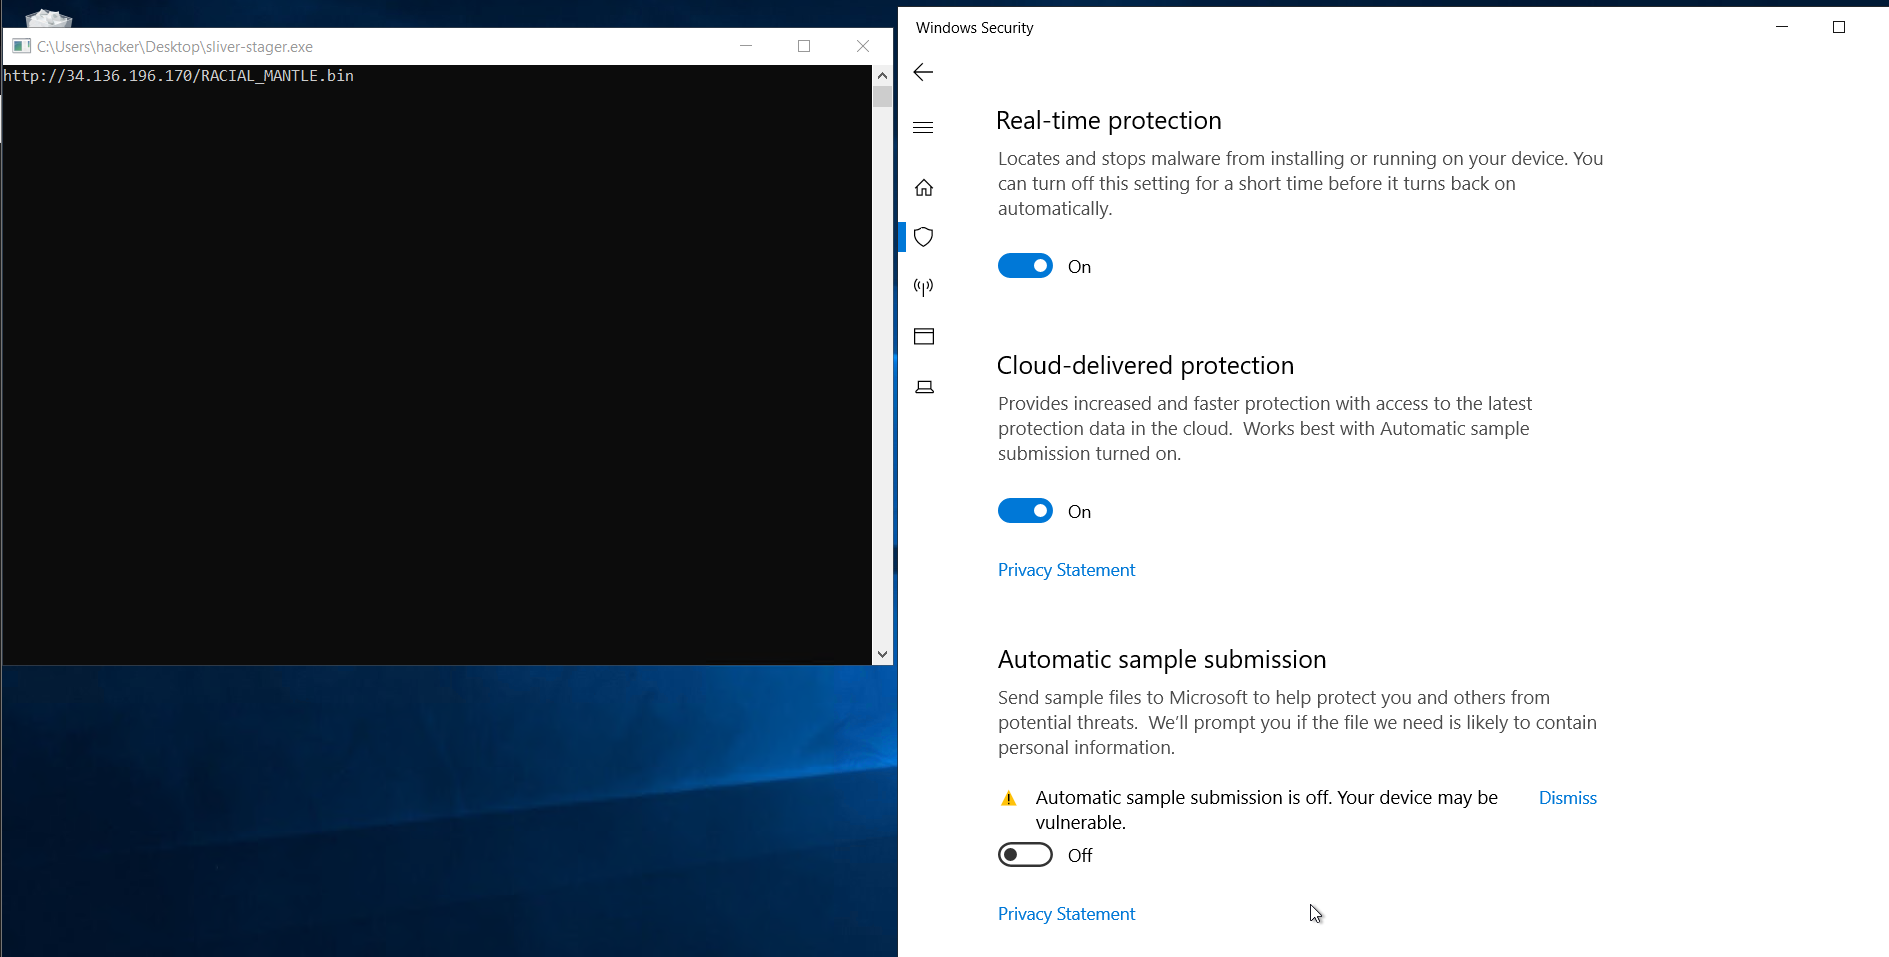 C:\Users\hacker\Desktop\sliver-stager.exe
http://34.136.196.170/RACIAL_MANTLE.bin
Windows Security
Real-time protection
Locates and stops malware from installing or running on your device. You
can turn off this setting for a short time before it turns back on
automatically.
On
Cloud-delivered protection
Provides increased and faster protection with access to the latest
protection data in the cloud.  Works best with Automatic sample
submission turned on.
On
Privacy Statement
Automatic sample submission
Send sample files to Microsoft to help protect you and others from
potential threats.  We'll prompt you if the file we need is likely to contain
personal information.
Automatic sample submission is off. Your device may be
vulnerable.
Dismiss
Off
Privacy Statement